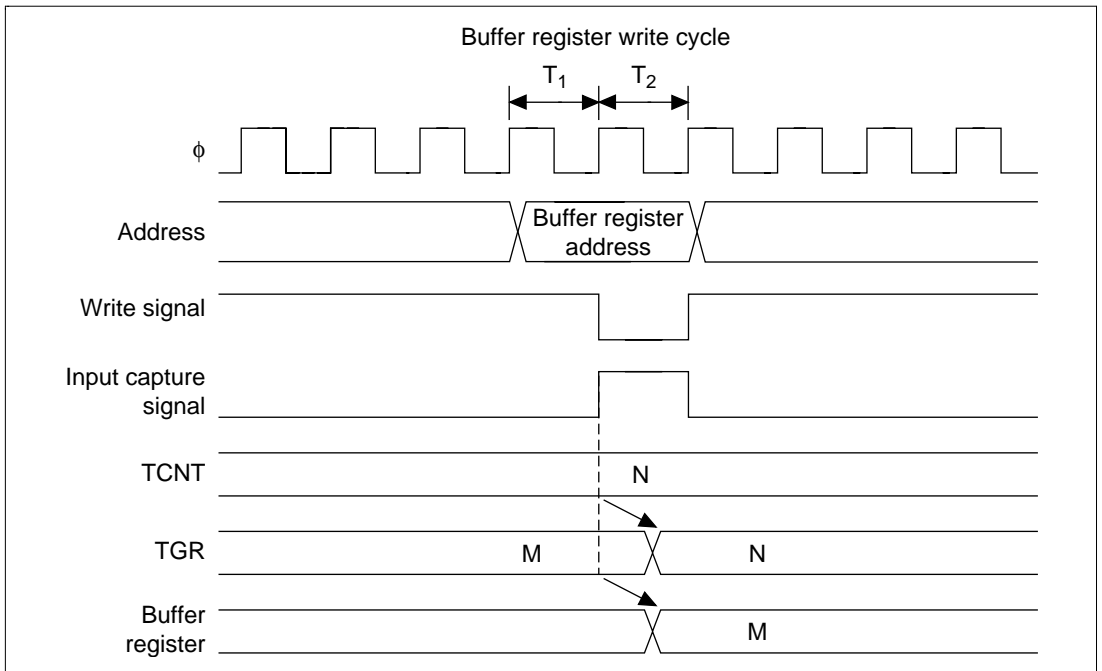 Buffer register write cycle
T1 T2
ϕ
Address
Buffer register
address
Write signal
Input capture
signal
TCNT
N
TGR
M
N
Buffer
register
M